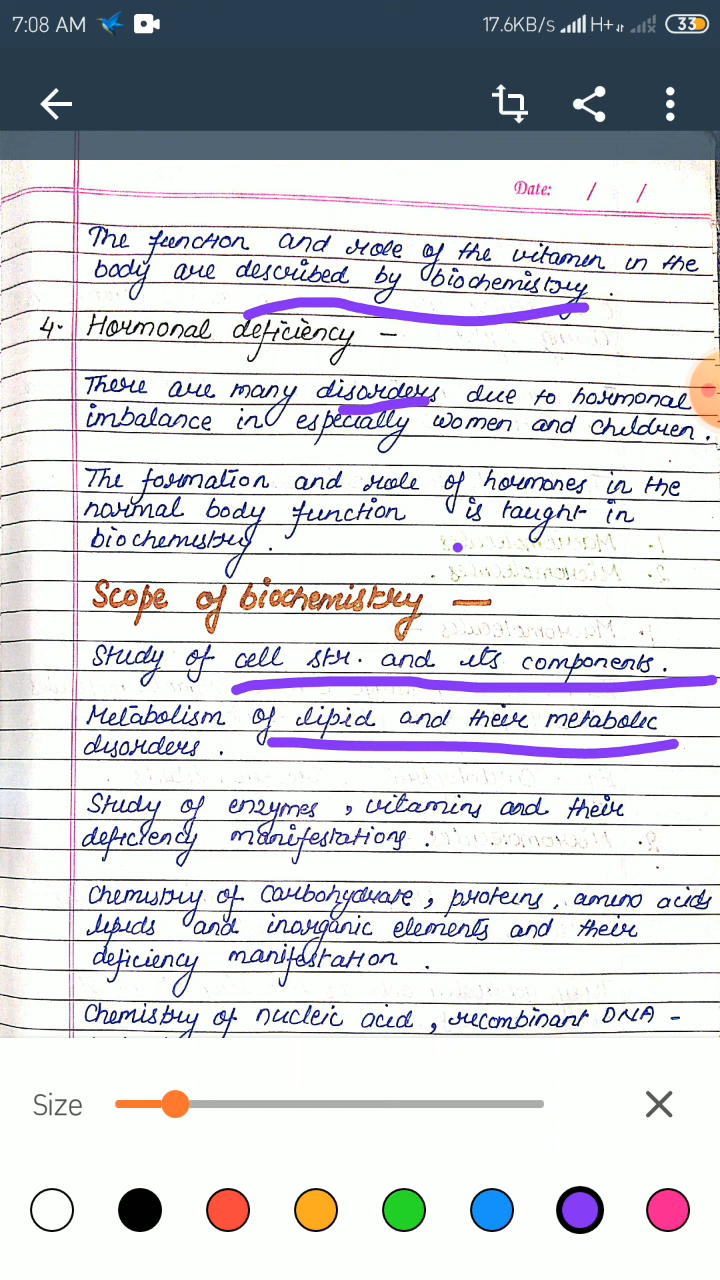 7:08 AM
17.6KB/s H+ 33
Date: / /
The function and role of the vitamin in the
body are described by biochemistry .
4. Hormonal deficiency -
There are many disorders due to hormonal
imbalance in especially women and children.
The formation and role of hormones in the
normal body function is taught in
biochemistry .
Scope of biochemistry -
Study of cell str. and its components.
Metabolism of lipid and their metabolic
disorders .
Study of enzymes , vitamins and their
deficiency manifestations .
Chemistry of Carbohydrate , proteins, amino acids
lipids and inorganic elements and their
deficiency manifestation .
Chemistry of nucleic acid , recombinant DNA -
Size